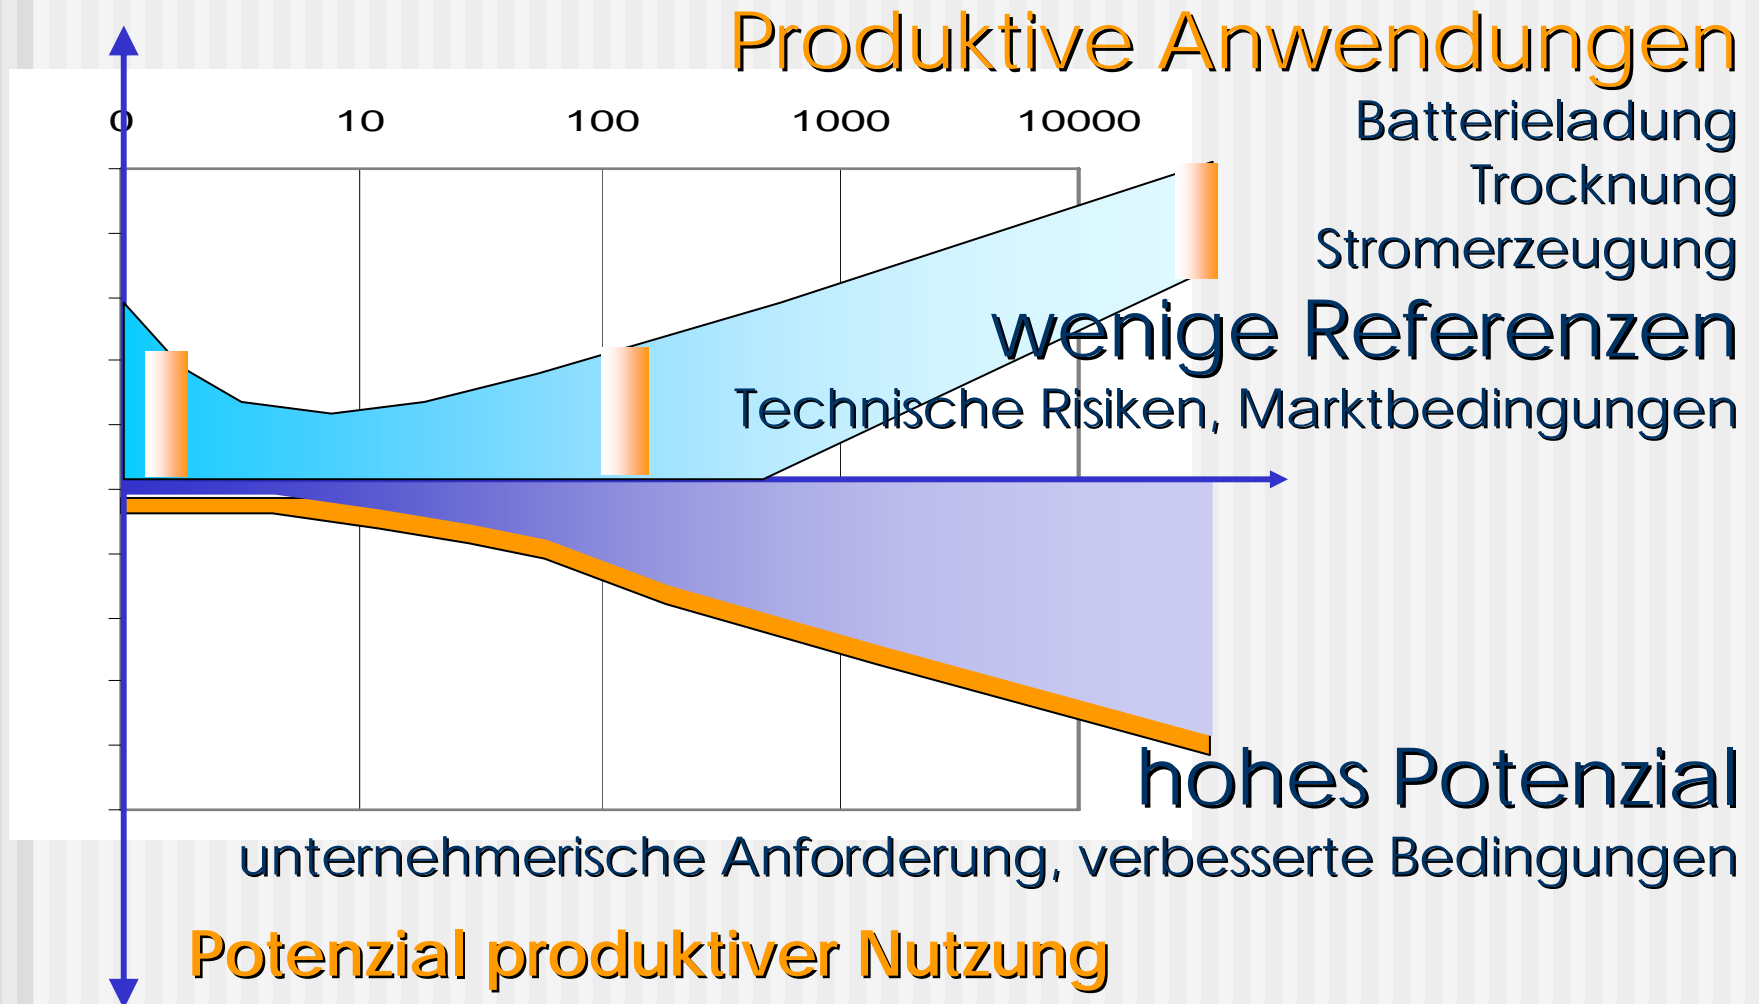 Produktive Anwendungen
0 10 100 1000 10000
Batterieladung
Trocknung
Stromerzeugung
wenige Referenzen
Technische Risiken, Marktbedingungen
hohes Potenzial
unternehmerische Anforderung, verbesserte Bedingungen
Potenzial produktiver Nutzung